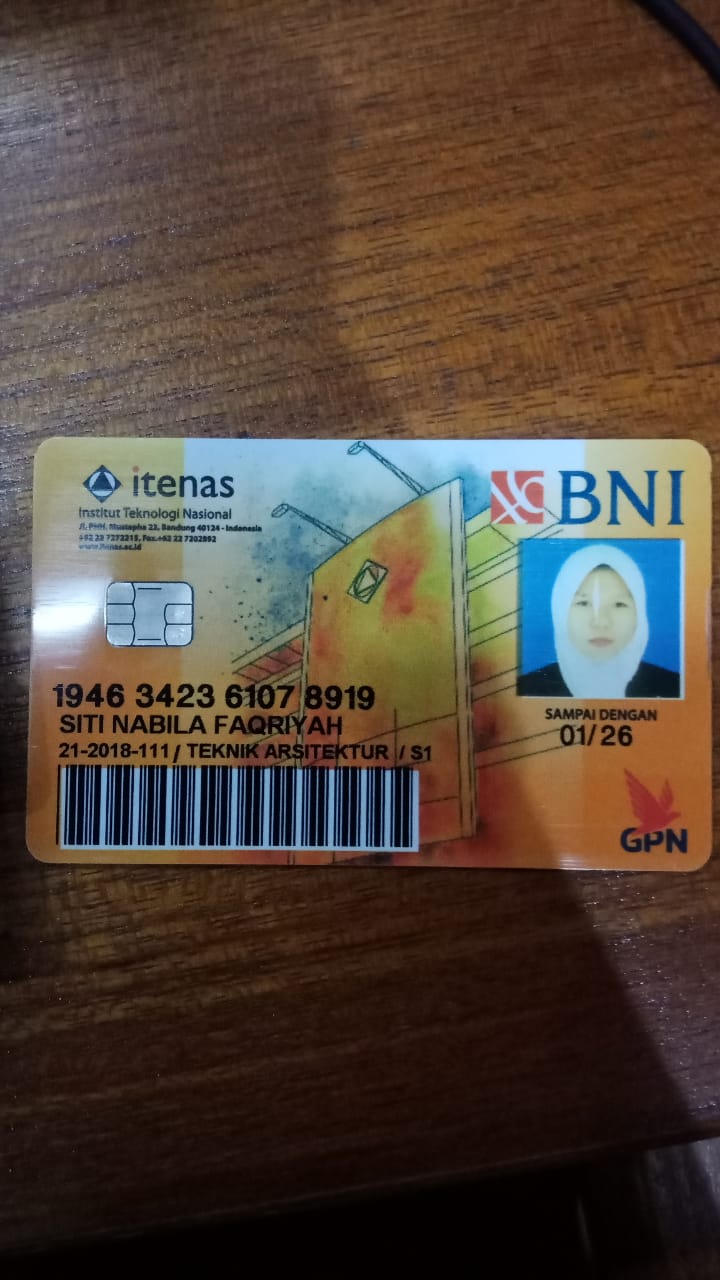 itenas
Institut Teknologi Nasional
Jl. PHH. Mustapha 23, Bandung 40124 - Indonesia
+62 22 7272215, Fax.+62 22 7202892
www.itenas.ac.id
BNI
1946 3423 6107 8919
SITI NABILA FAQRIYAH
21-2018-111 / TEKNIK ARSITEKTUR / S1
SAMPAI DENGAN
01/26
GPN